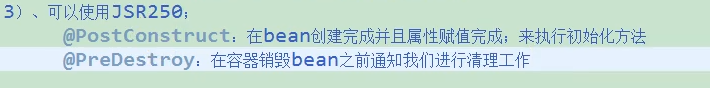 3）、可以使用JSR250；
@PostConstruct：在bean创建完成并且属性赋值完成；来执行初始化方法
@PreDestroy：在容器销毁bean之前通知我们进行清理工作